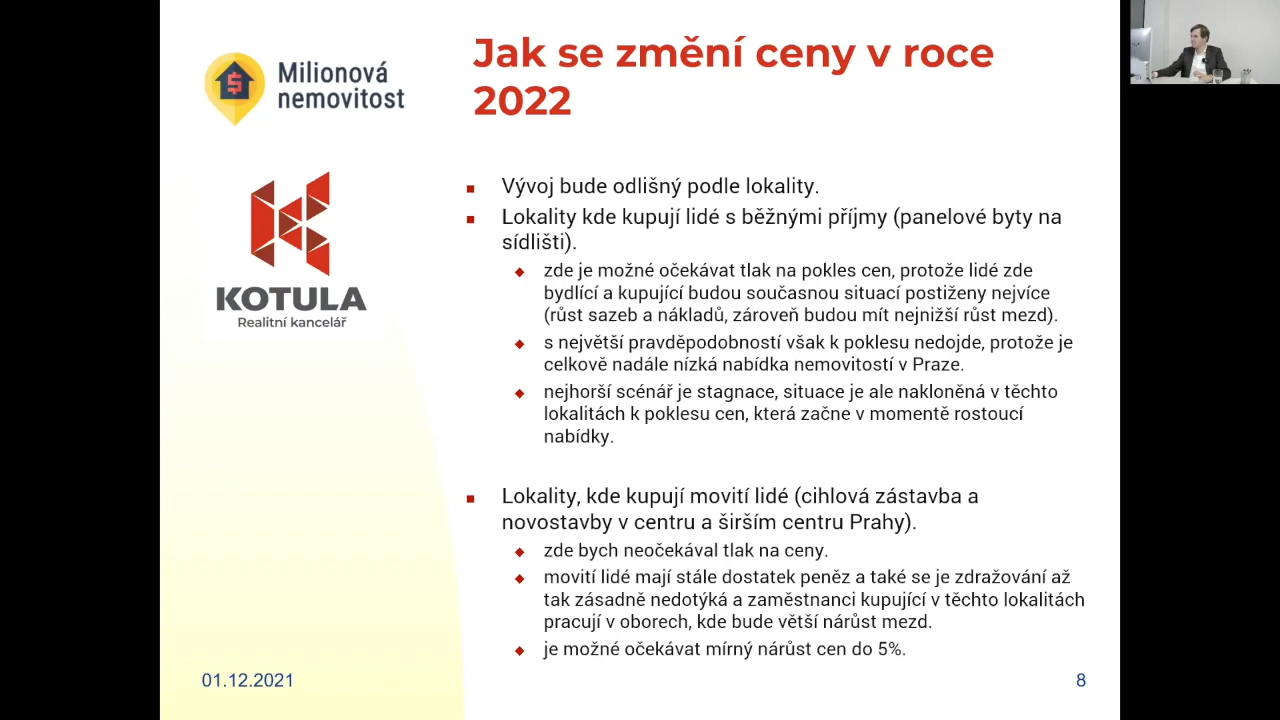 Milionová
nemovitost
KOTULA
Realitní kancelář
Jak se změní ceny v roce
2022
Vývoj bude odlišný podle lokality.
Lokality kde kupují lidé s běžnými příjmy (panelové byty na
sídlišti).
zde je možné očekávat tlak na pokles cen, protože lidé zde
bydlící a kupující budou současnou situací postiženy nejvíce
(růst sazeb a nákladů, zároveň budou mít nejnižší růst mezd).
s největší pravděpodobností však k poklesu nedojde, protože je
celkově nadále nízká nabídka nemovitostí v Praze.
nejhorší scénář je stagnace, situace je ale nakloněná v těchto
lokalitách k poklesu cen, která začne v momentě rostoucí
nabídky.
Lokality, kde kupují movití lidé (cihlová zástavba a
novostavby v centru a širším centru Prahy).
zde bych neočekával tlak na ceny.
movití lidé mají stále dostatek peněz a také se je zdražování až
tak zásadně nedotýká a zaměstnanci kupující v těchto lokalitách
pracují v oborech, kde bude větší nárůst mezd.
je možné očekávat mírný nárůst cen do 5%.
01.12.2021
8